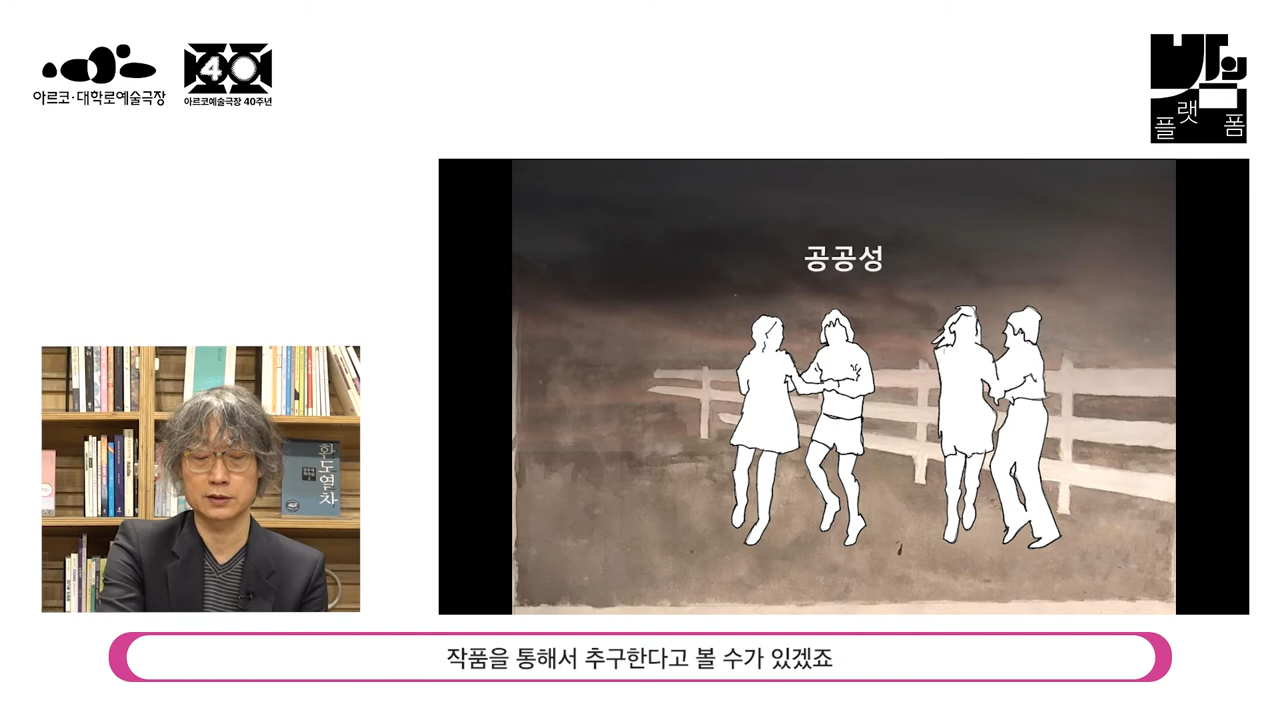 아르코·대학로예술극장
40
아르코예술극장 40주년
밤의
플랫폼
공공성
환도열차
작품을 통해서 추구한다고 볼 수가 있겠죠